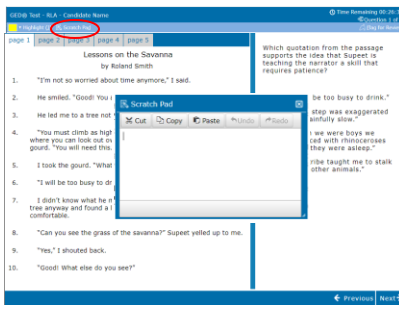 GED® Test - RLA - Candidate Name
Time Remaining 00:26:
Question 1 of
Highlight
Scratch Pad
Flag for Review
page 1 page 2 page 3 page 4 page 5
Lessons on the Savanna
by Roland Smith
1. "I'm not so worried about time anymore," I said.
2. He smiled. "Good! You
3. He led me to a tree not
4. "You must climb as high
where you can look out ov
gourd. "You will need this.
5. I took the gourd. "What
6. "I will be too busy to dr
7. I didn't know what he
tree anyway and found a
comfortable.
8. "Can you see the grass of the savanna?" Supeet yelled up to me.
9. "Yes," I shouted back.
10. "Good! What else do you see?"
Scratch Pad
Cut Copy Paste Undo Redo
Which quotation from the passage
supports the idea that Supeet is
teaching the narrator a skill that
requires patience?
be too busy to drink."
step was exaggerated
ainfully slow."
we were boys we
ced with rhinoceroses
they were asleep."
ribe taught me to stalk
other animals."
Previous Next